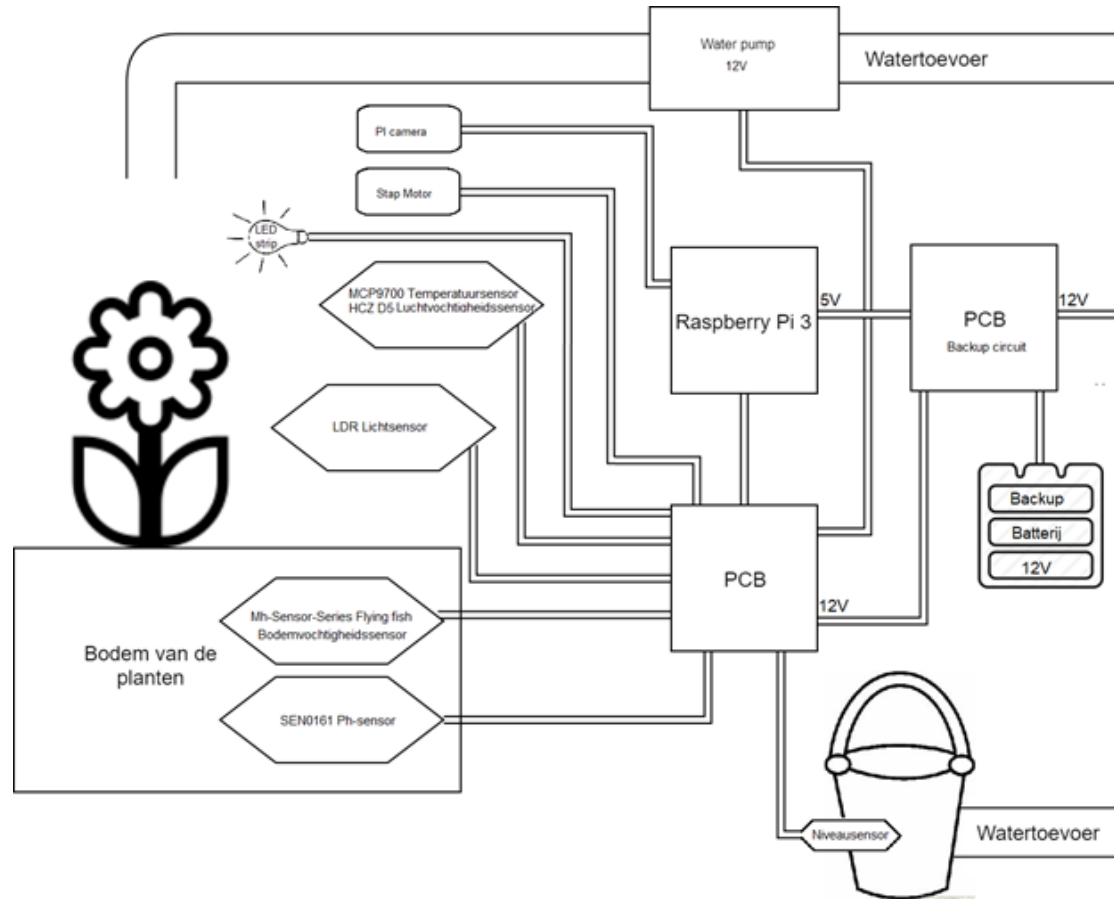 Water pump
12V
Watertoevoer
PI camera
Stap Motor
LED
strip
MCP9700 Temperatuursensor
HCZ D5 Luchtvochtigheidssensor
Raspberry Pi 3
5V
PCB
Backup circuit
12V
LDR Lichtsensor
Backup
Batterij
12V
PCB
12V
Mh-Sensor-Series Flying fish
Bodemvochtigheidssensor
Bodem van de
planten
SEN0161 Ph-sensor
Niveausensor
Watertoevoer